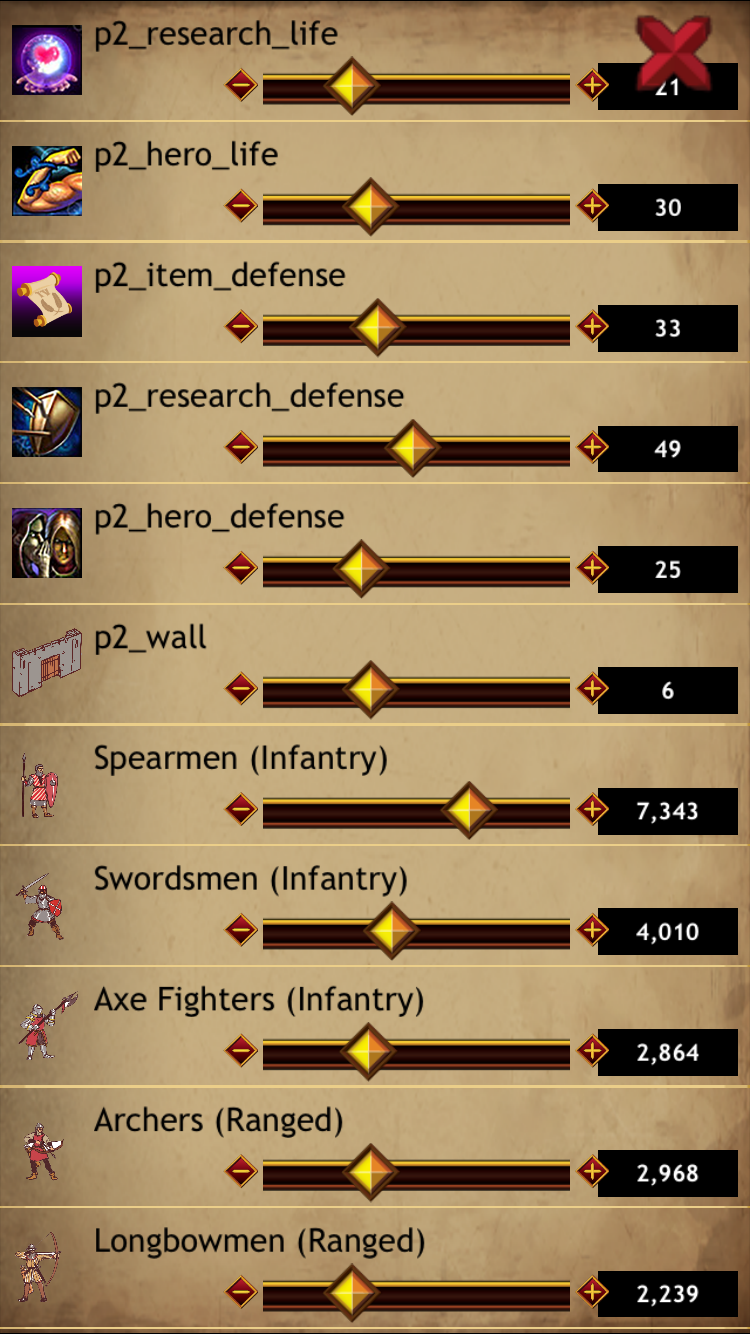 p2_research_life
21
p2_hero_life
30
p2_item_defense
33
p2_research_defense
49
p2_hero_defense
25
p2_wall
6
Spearmen (Infantry)
7,343
Swordsmen (Infantry)
4,010
Axe Fighters (Infantry)
2,864
Archers (Ranged)
2,968
Longbowmen (Ranged)
2,239